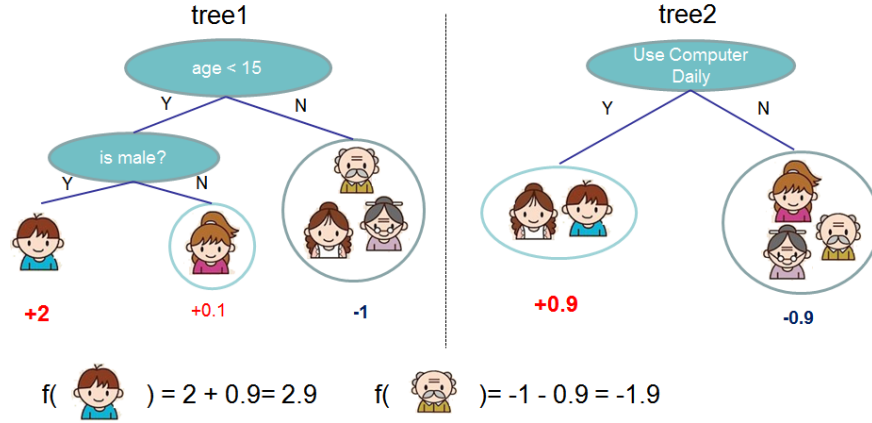 tree1
tree2
age < 15
Use Computer
Daily
Y
N
Y
N
is male?
Y
N
+2
+0.1
-1
+0.9
-0.9
f( ) = 2 + 0.9= 2.9
f( )= -1 - 0.9 = -1.9